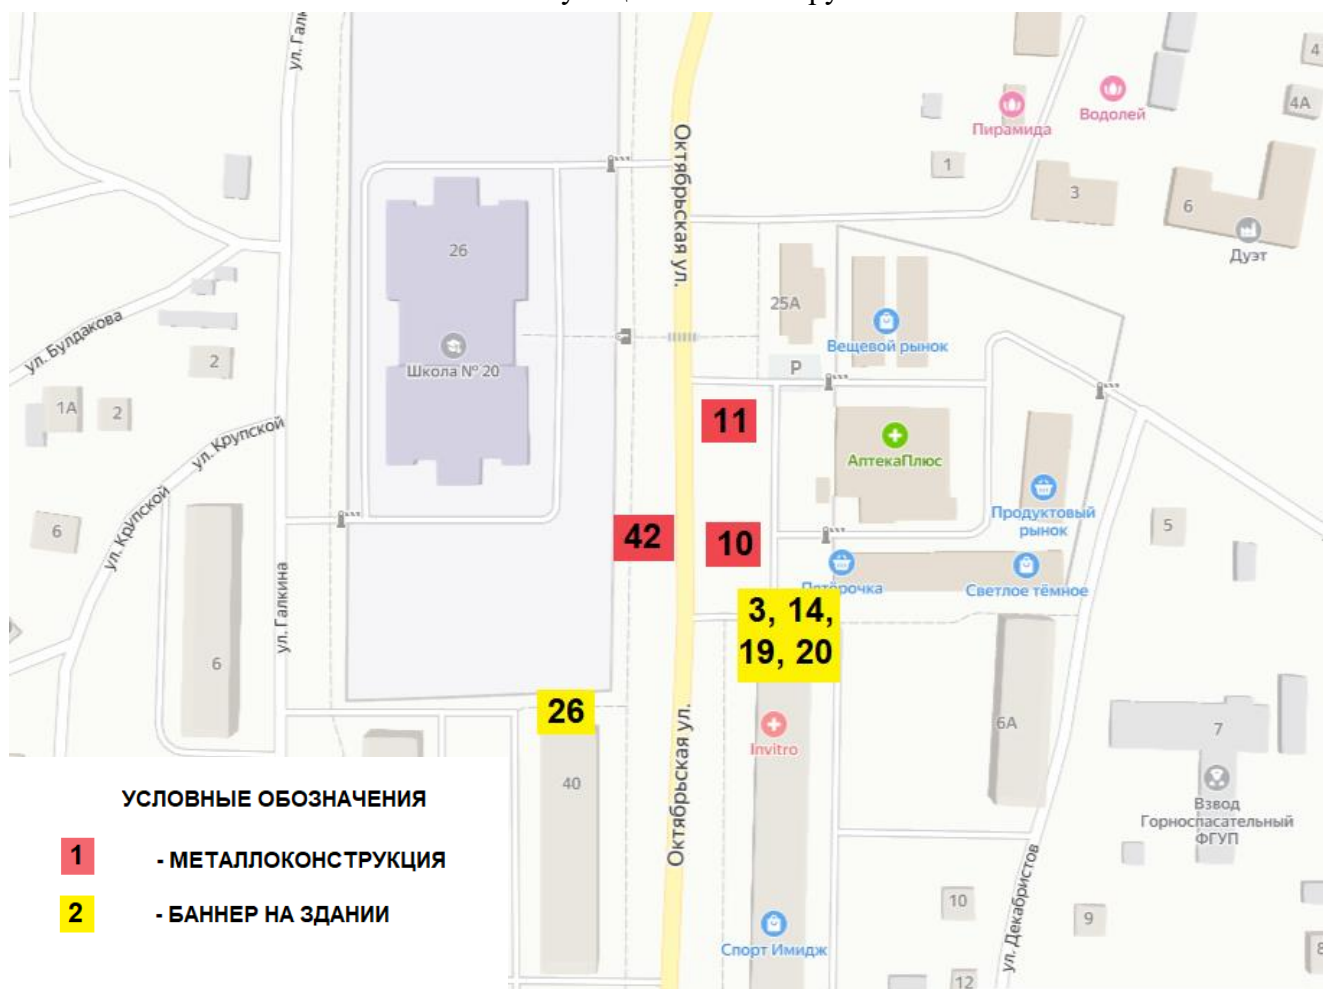 ул. Гал
Октябрьская ул.
Пирамида
Водолей
4
4А
1
3
6
Дуэт
26
Школа № 20
25А
Вещевой рынок
P
ул. Булдакова
2
1А
2
ул. Крупской
11
АптекаПлюс
Продуктовый
рынок
ул. Крупской
6
42
10
5
ул. Галкина
Светлое тёмное
3, 14,
19, 20
6
26
Октябрьская ул.
Invitro
6А
7
40
Взвод
Горноспасательный
ФГУП
УСЛОВНЫЕ ОБОЗНАЧЕНИЯ
1 - МЕТАЛЛОКОНСТРУКЦИЯ
2 - БАННЕР НА ЗДАНИИ
ул. Декабристов
10
9
Спорт Имидж
8
12